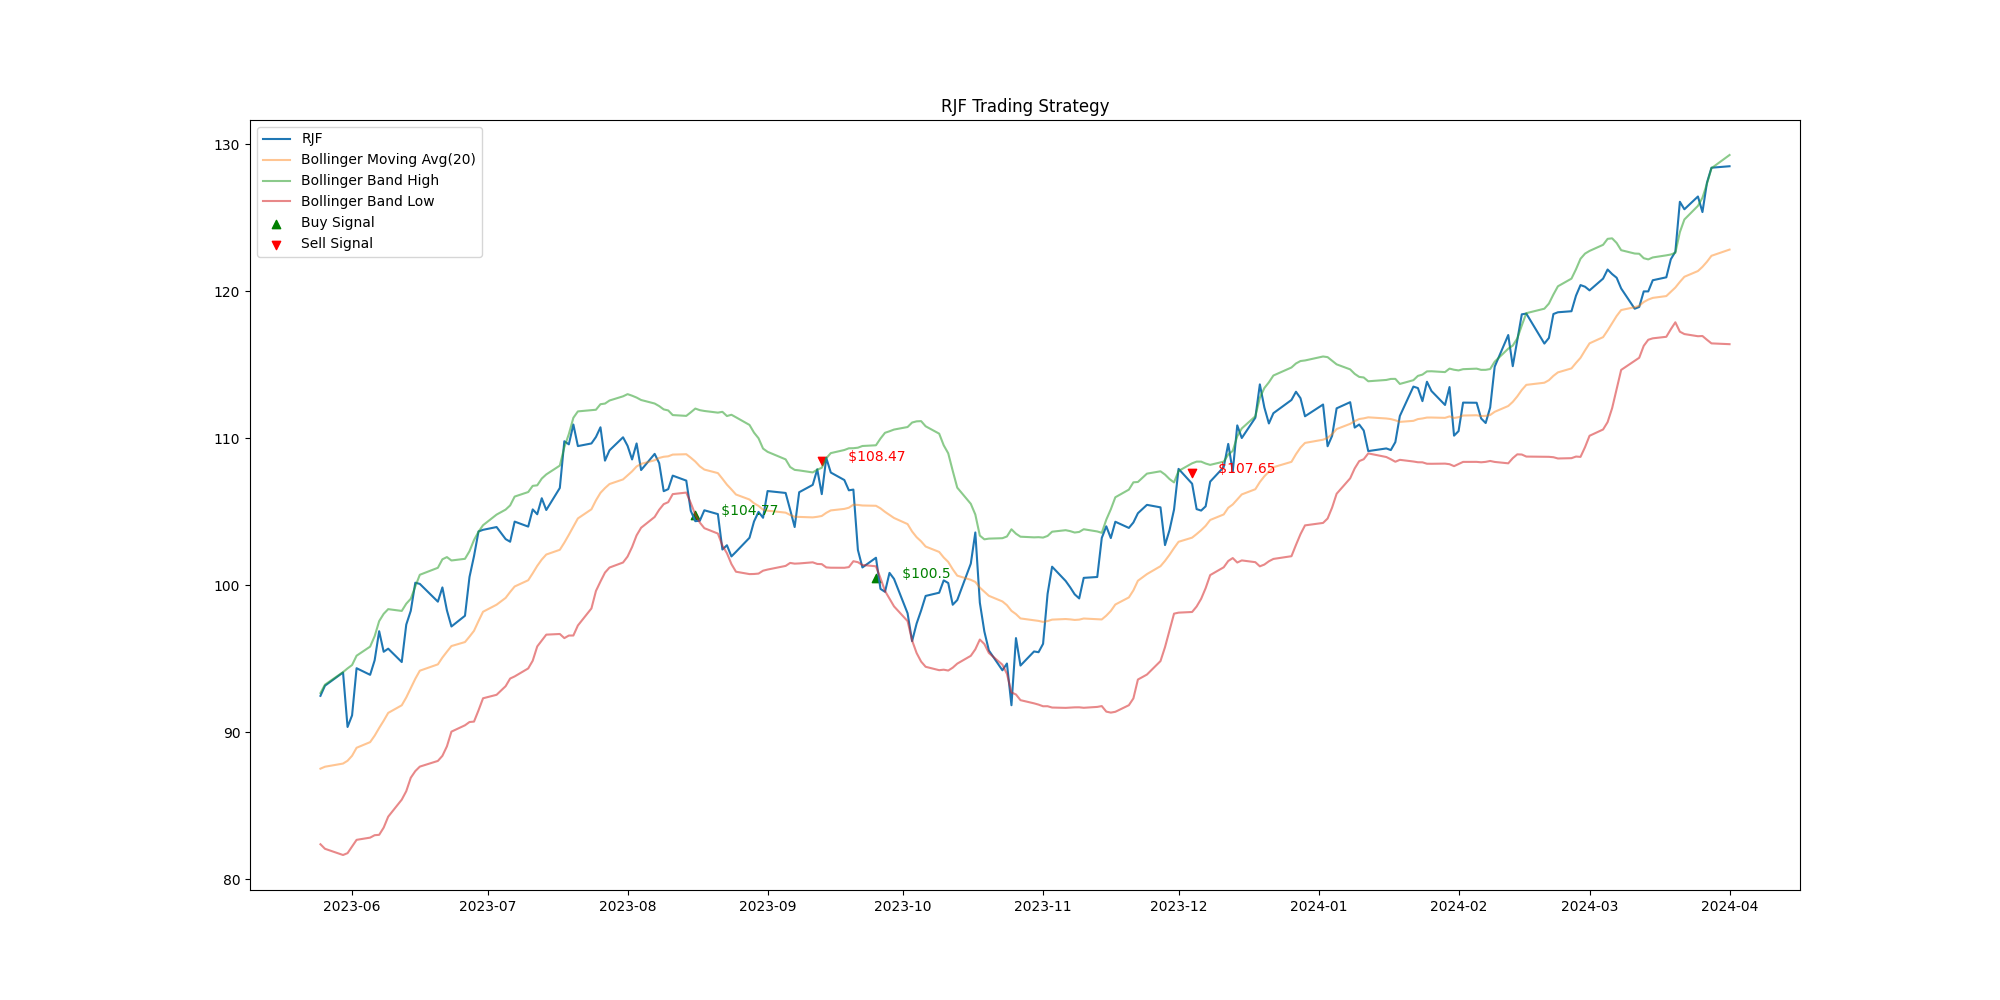 RJF Trading Strategy
RJF
Bollinger Moving Avg(20)
Bollinger Band High
Bollinger Band Low
Buy Signal
Sell Signal
130
120
110
100
90
80
$108.47
$107.65
$104.77
$100.5
2023-06 2023-07 2023-08 2023-09 2023-10 2023-11 2023-12 2024-01 2024-02 2024-03 2024-04